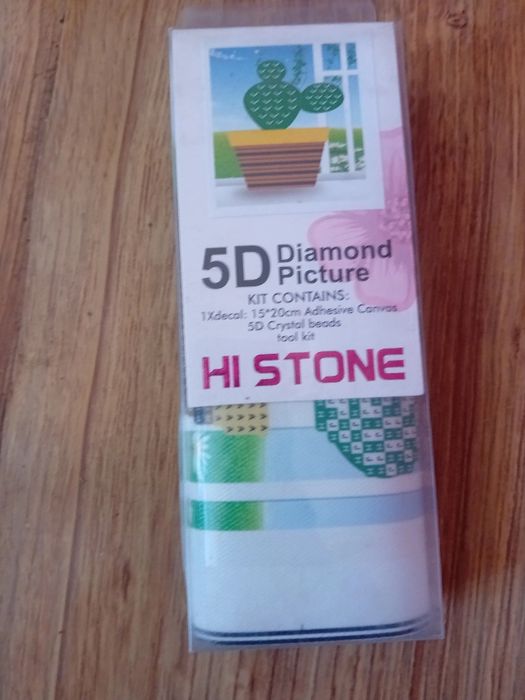 5D Diamond
Picture
KIT CONTAINS:
1Xdecal: 15*20cm Adhesive Canvas
5D Crystal beads
tool kit
HI STONE